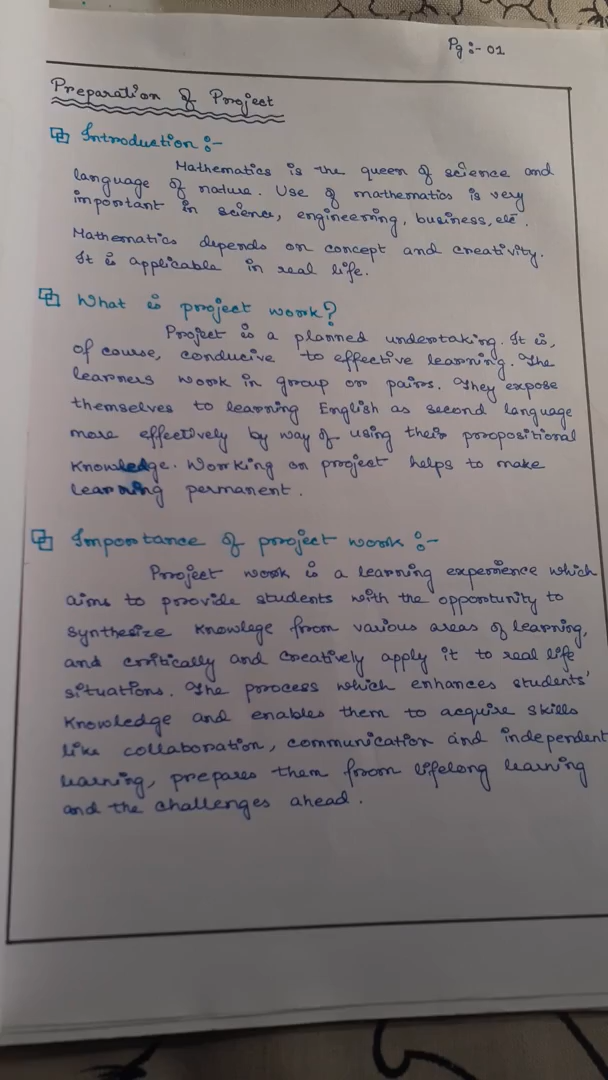 Pg :- 01
Preparation of Project
Introduction :-
Mathematics is the queen of science and
language of nature. Use of mathematics is very
important in science, engineering, business, etc.
Mathematics depends on concept and creativity.
It is applicable in real life.
What is project work?
Project is a planned undertaking. It is,
of course, conducive to effective learning. The
learners work in group or pairs. They expose
themselves to learning English as second language
more effectively by way of using their propositional
knowledge. Working on project helps to make
learning permanent.
Importance of project work :-
Project work is a learning experience which
aims to provide students with the opportunity to
synthesize knowlege from various areas of learning,
and critically and creatively apply it to real life
situations. The process which enhances students'
knowledge and enables them to acquire skills
like collaboration, communication and independent
learning, prepares them from lifelong learning
and the challenges ahead.